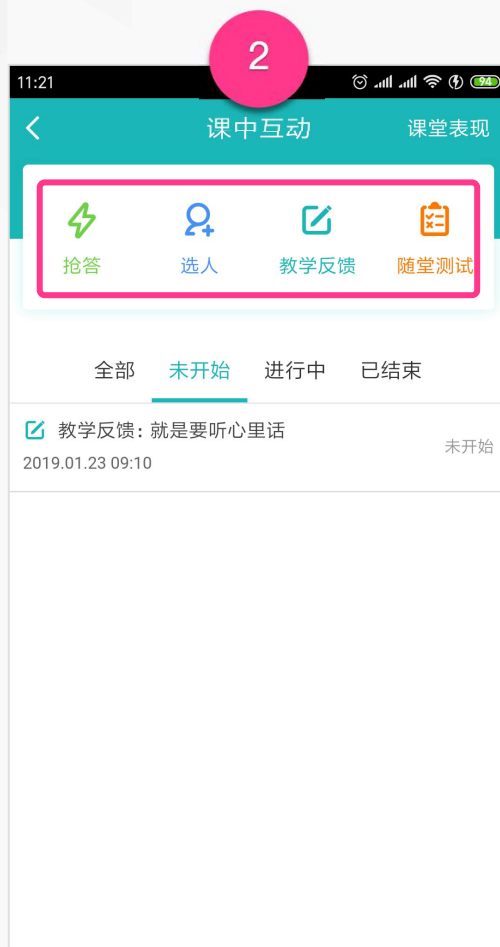 2
11:21 94
课中互动 课堂表现
抢答 选人 教学反馈 随堂测试
全部 未开始 进行中 已结束
教学反馈：就是要听心里话
未开始
2019.01.23 09:10